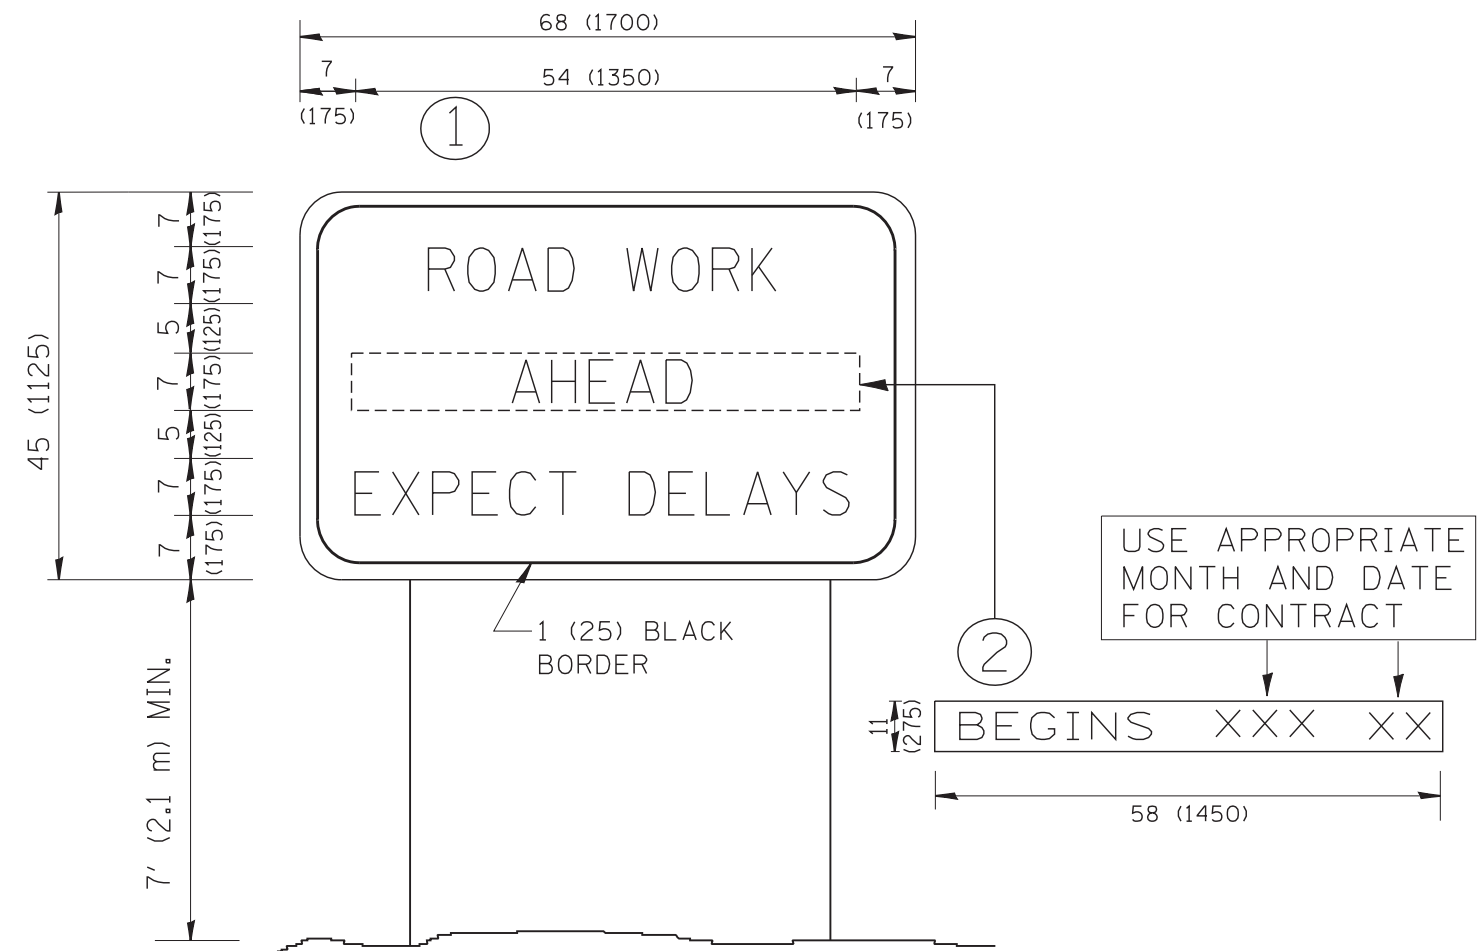 68 (1700)
7
54 (1350)
7
(175)
(175)
1
45 (1125)
7
(175)
7
(175)
5
(125)
7
(175)
5
(125)
7
(175)
7
(175)
ROAD WORK
AHEAD
EXPECT DELAYS
1 (25) BLACK
BORDER
7' (2.1 m) MIN.
USE APPROPRIATE
MONTH AND DATE
FOR CONTRACT
2
11
(275)
BEGINS XXX XX
58 (1450)